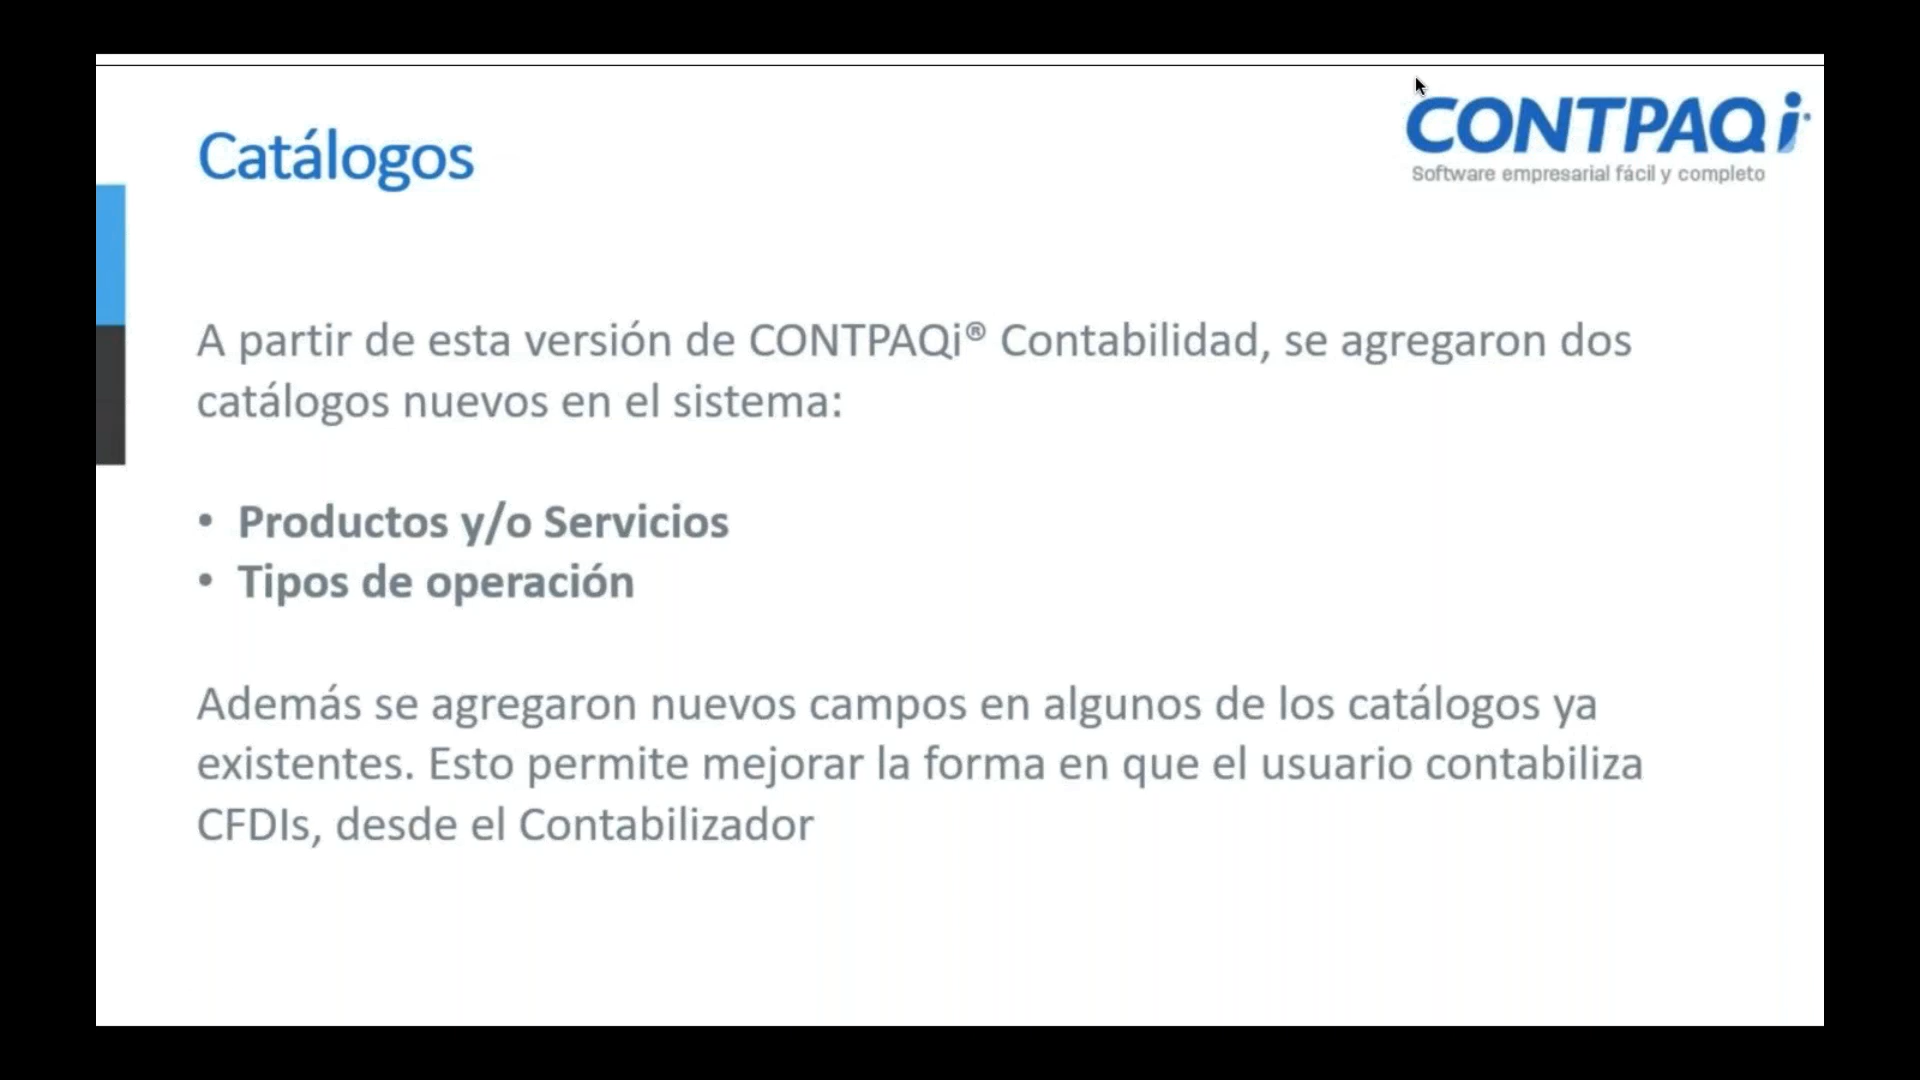 CONTPAQi
Software empresarial fácil y completo
Catálogos
A partir de esta versión de CONTPAQi® Contabilidad, se agregaron dos
catálogos nuevos en el sistema:
• Productos y/o Servicios
• Tipos de operación
Además se agregaron nuevos campos en algunos de los catálogos ya
existentes. Esto permite mejorar la forma en que el usuario contabiliza
CFDIs, desde el Contabilizador